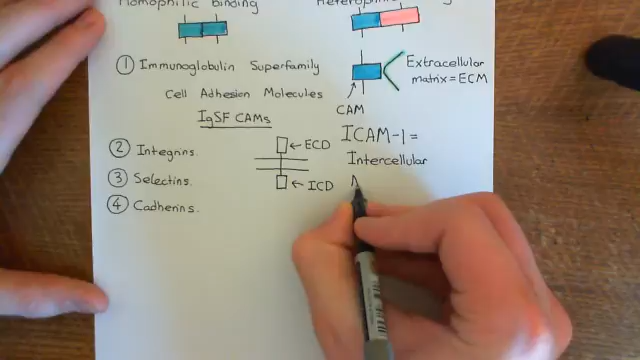 Homophilic binding
① Immunoglobulin Superfamily
Cell Adhesion Molecules
IgSF CAMs
② Integrins.
③ Selectins.
④ Cadherins.
Extracellular
matrix = ECM
CAM
← ECD
← ICD
ICAM-1 =
Intercellular
A